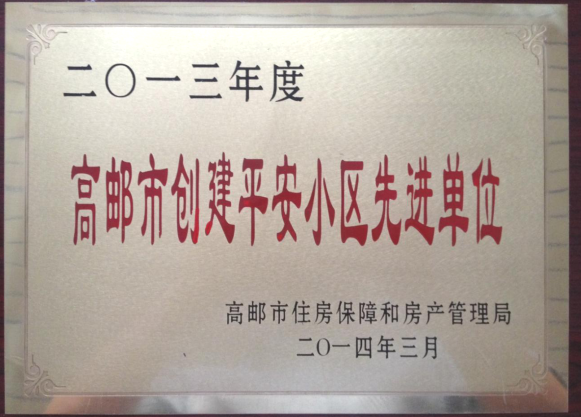 二〇一三年度
高邮市创建平安小区先进单位
高邮市住房保障和房产管理局
二〇一四年三月